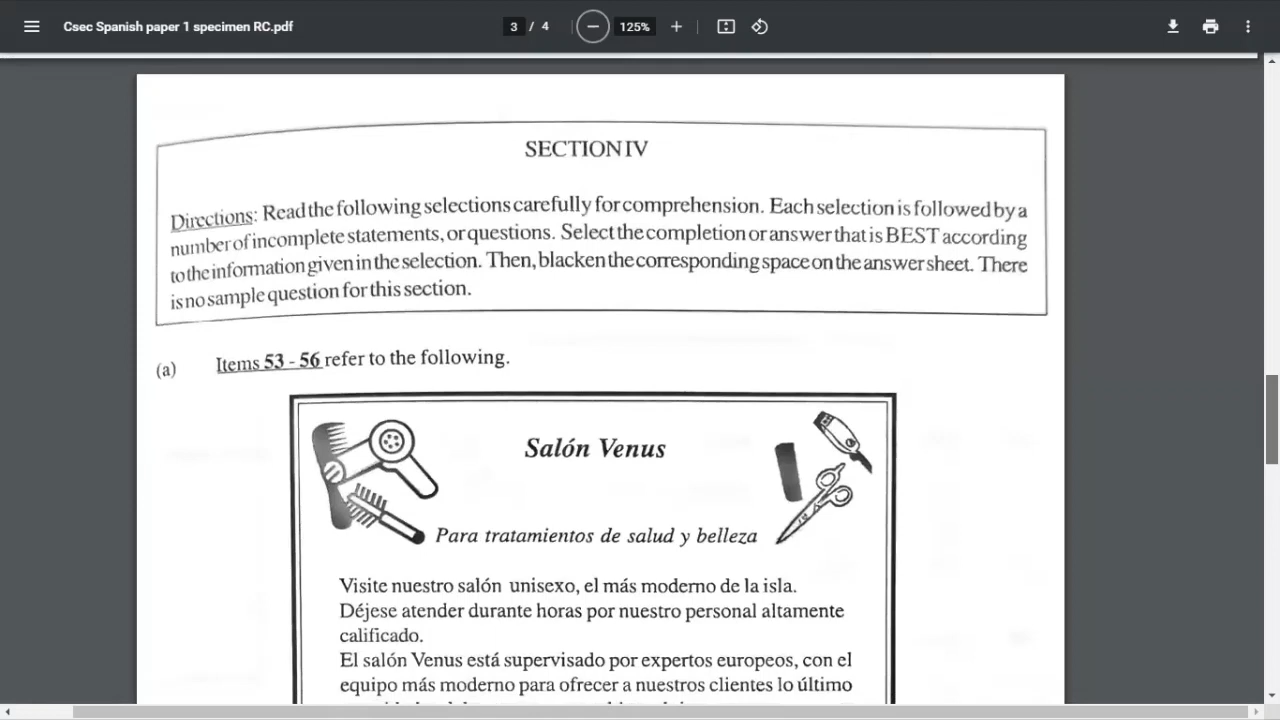 Csec Spanish paper 1 specimen RC.pdf
3 / 4
125%
SECTION IV
Directions: Read the following selections carefully for comprehension. Each selection is followed by a
number of incomplete statements, or questions. Select the completion or answer that is BEST according
to the information given in the selection. Then, blacken the corresponding space on the answer sheet. There
is no sample question for this section.
(a) Items 53 - 56 refer to the following.
Salón Venus
Para tratamientos de salud y belleza
Visite nuestro salón unisexo, el más moderno de la isla.
Déjese atender durante horas por nuestro personal altamente
calificado.
El salón Venus está supervisado por expertos europeos, con el
equipo más moderno para ofrecer a nuestros clientes lo último